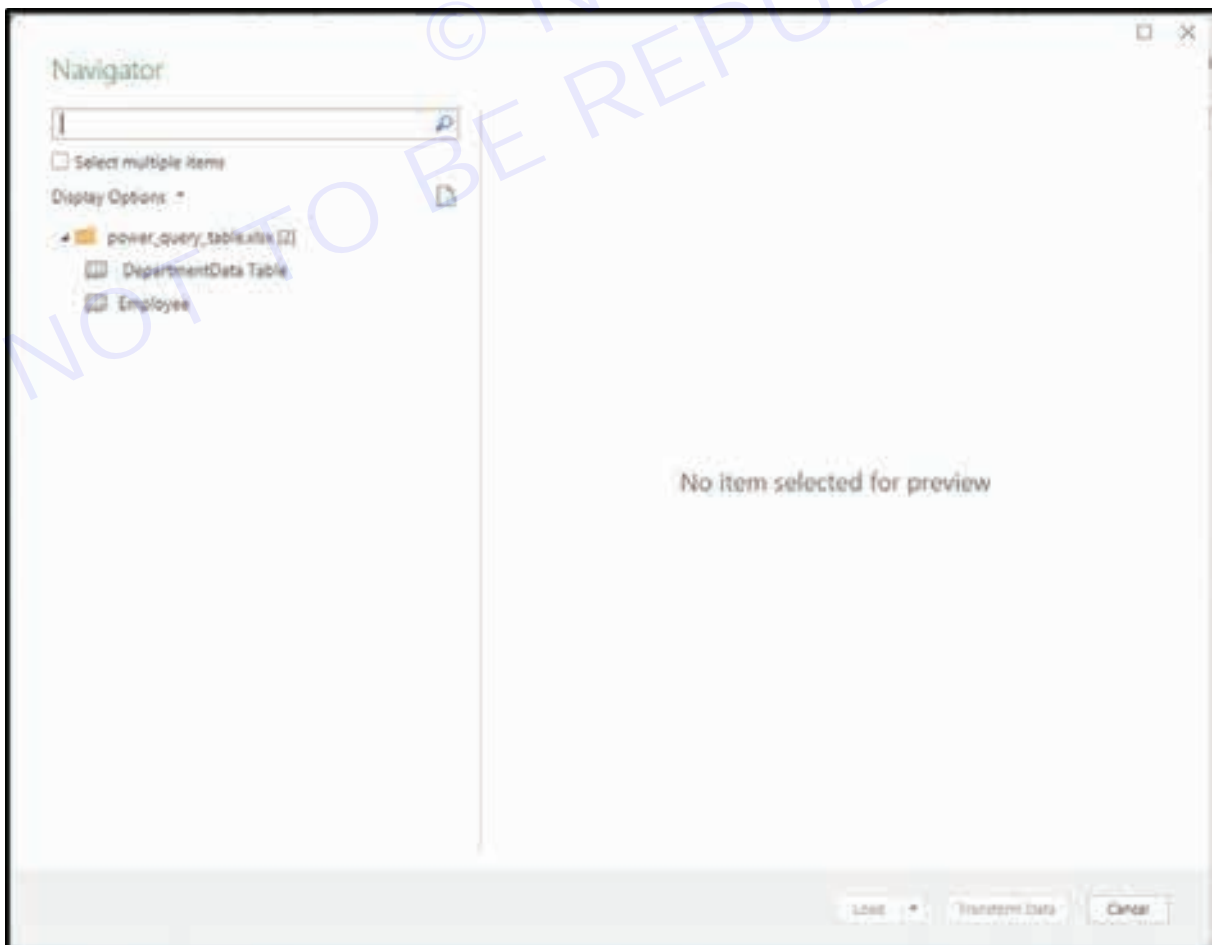 Navigator
Select multiple items
Display Options
power_query_table.xlsx [2]
DepartmentData Table
Employee
No item selected for preview
Load
Transform Data
Cancel
NOT TO BE REPU
© N